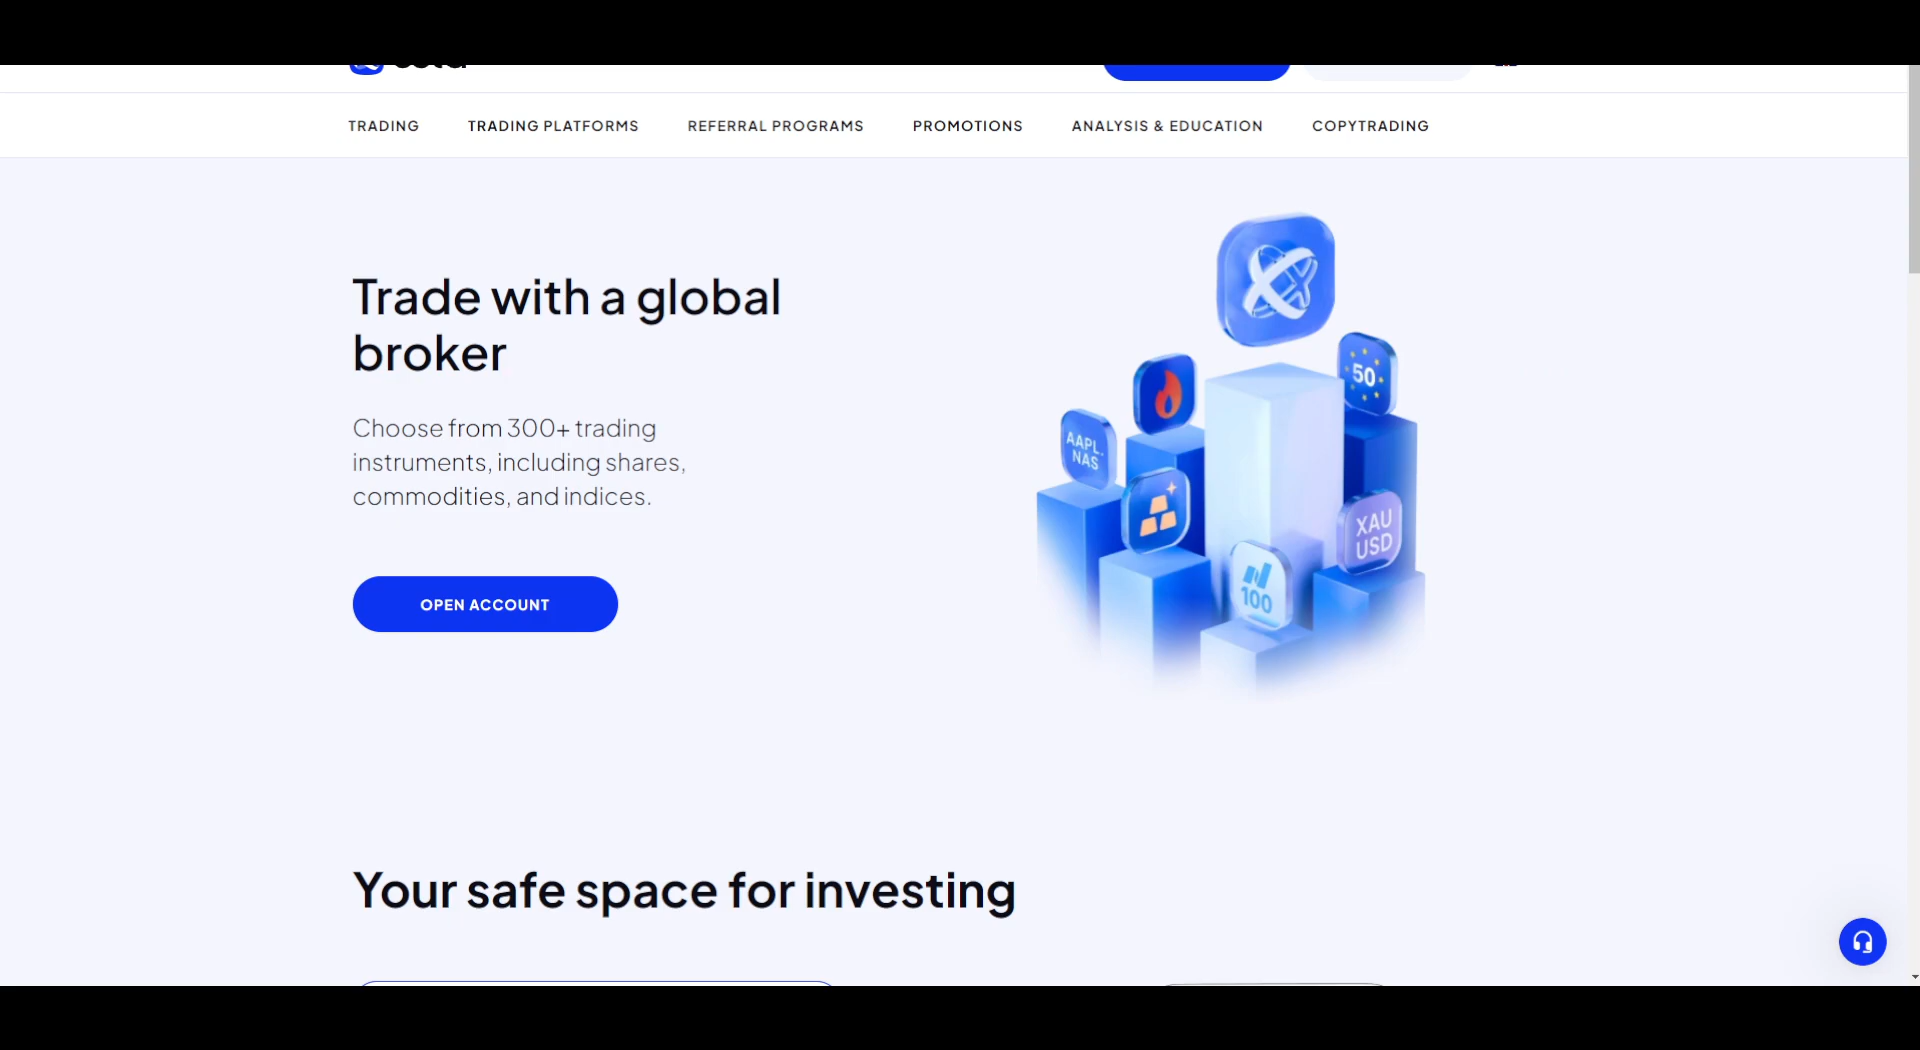 TRADING
TRADING PLATFORMS
REFERRAL PROGRAMS
PROMOTIONS
ANALYSIS & EDUCATION
COPYTRADING
Trade with a global
broker
Choose from 300+ trading
instruments, including shares,
commodities, and indices.
OPEN ACCOUNT
50
AAPL.
NAS
XAU
USD
100
Your safe space for investing